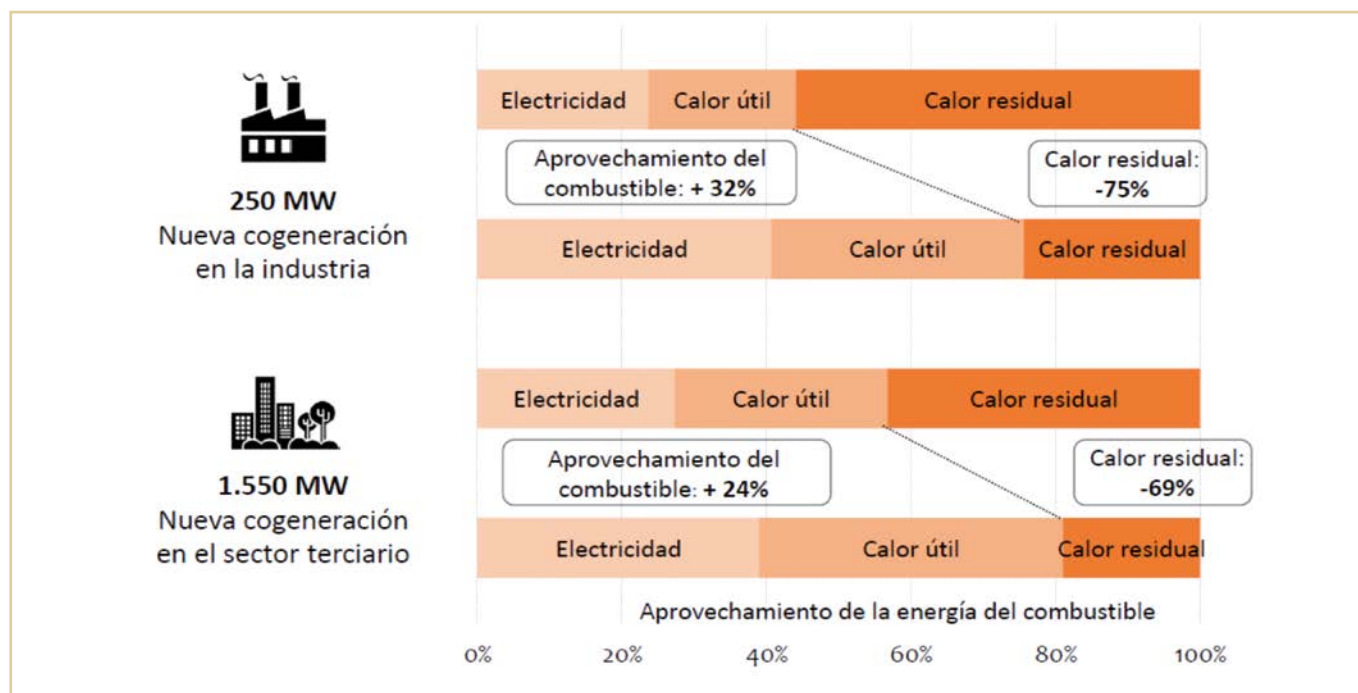 Electricidad
Calor útil
Calor residual
Aprovechamiento del
combustible: + 32%
Calor residual:
-75%
250 MW
Nueva cogeneración
en la industria
Electricidad
Calor útil
Calor residual
Electricidad
Calor útil
Calor residual
Aprovechamiento del
combustible: + 24%
Calor residual:
-69%
1.550 MW
Nueva cogeneración
en el sector terciario
Electricidad
Calor útil
Calor residual
Aprovechamiento de la energía del combustible
0%
20%
40%
60%
80%
100%